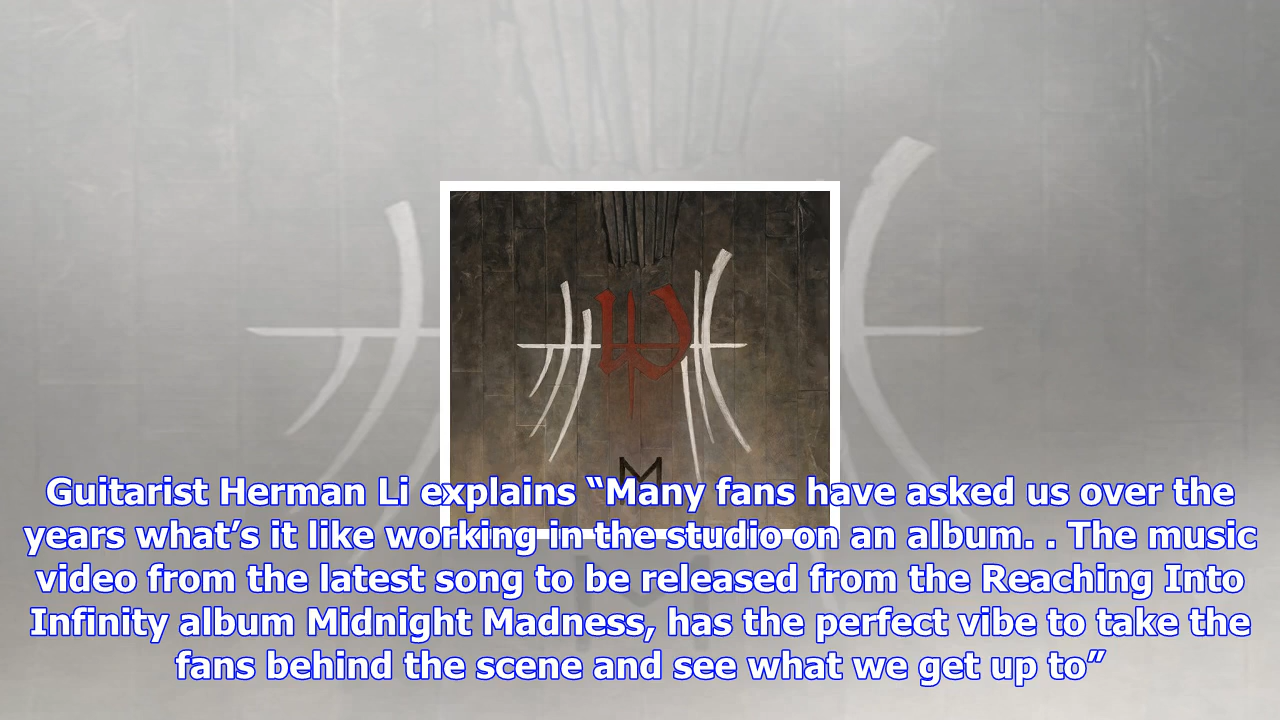 Guitarist Herman Li explains “Many fans have asked us over the
years what’s it like working in the studio on an album. . The music
video from the latest song to be released from the Reaching Into
Infinity album Midnight Madness, has the perfect vibe to take the
fans behind the scene and see what we get up to”